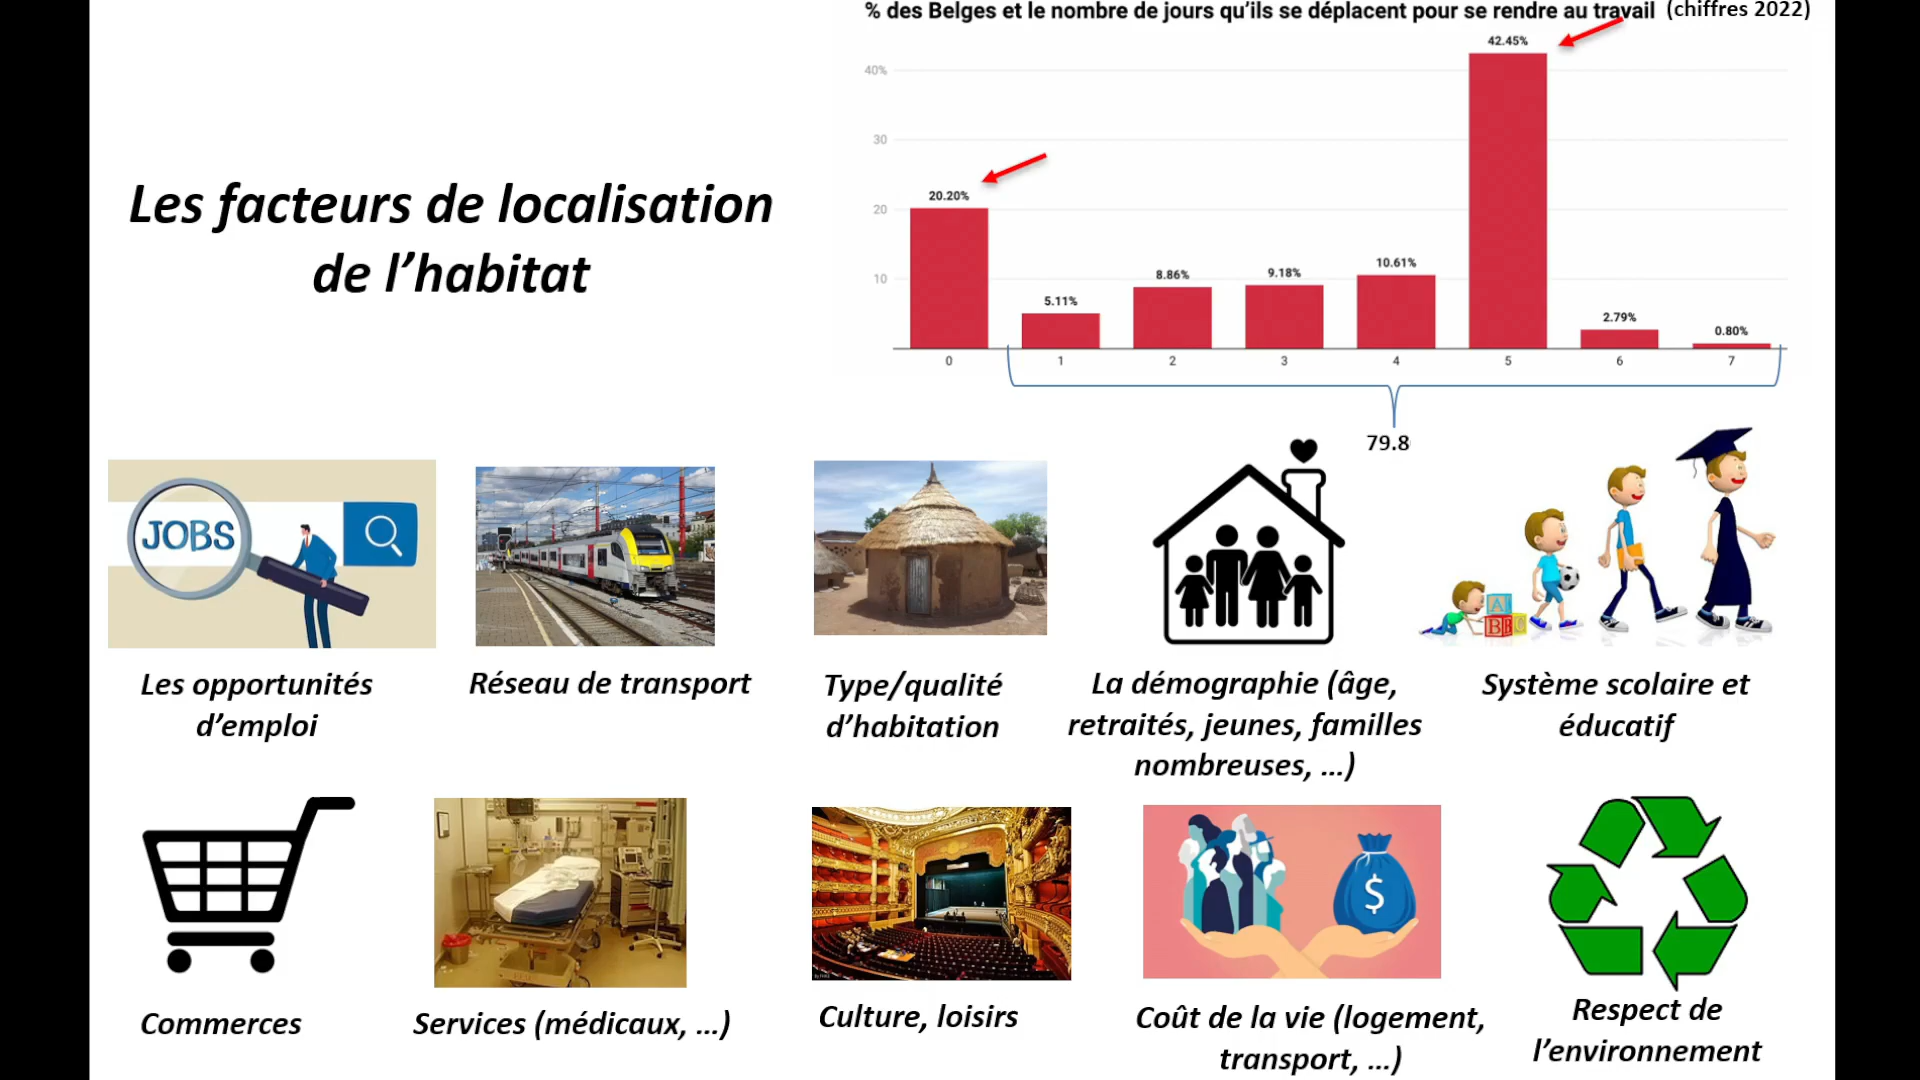 % des Belges et le nombre de jours qu'ils se déplacent pour se rendre au travail (chiffres 2022)
42.45%
40%
30
20.20%
20
10.61%
9.18%
8.86%
10
5.11%
2.79%
0.80%
0 1 2 3 4 5 6 7
79.8
Les facteurs de localisation
de l’habitat
JOBS
A
B B C
Les opportunités
d’emploi
Réseau de transport
Type/qualité
d’habitation
La démographie (âge,
retraités, jeunes, familles
nombreuses, ...)
Système scolaire et
éducatif
$
Commerces
Services (médicaux, ...)
Culture, loisirs
Coût de la vie (logement,
transport, ...)
Respect de
l’environnement